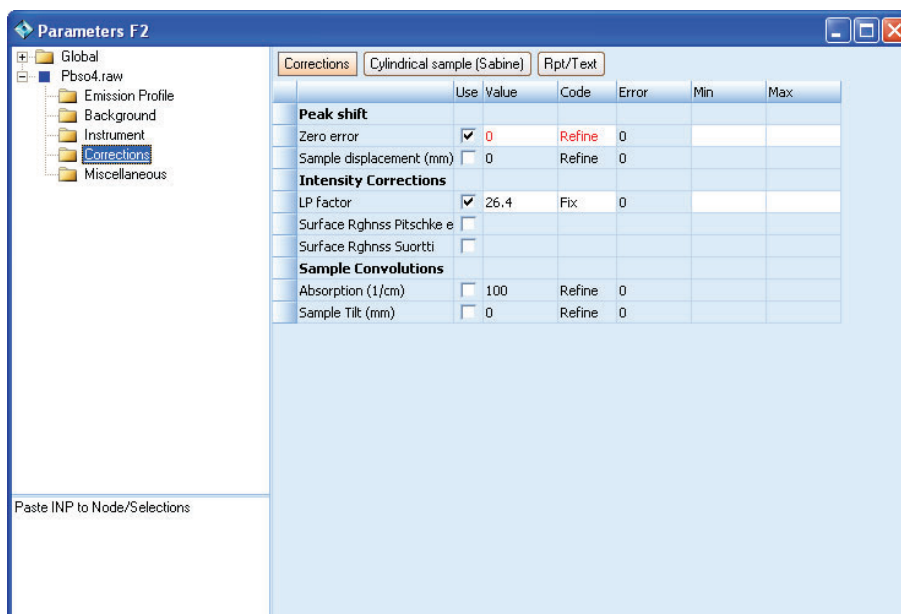 Parameters F2
Global
Pbso4.raw
Emission Profile
Background
Instrument
Corrections
Miscellaneous
Paste INP to Node/Selections
Corrections Cylindrical sample (Sabine) Rpt/Text
Use Value Code Error Min Max
Peak shift
Zero error 0 Refine 0
Sample displacement (mm) 0 Refine 0
Intensity Corrections
LP factor 26.4 Fix 0
Surface Rghnss Pitschke e
Surface Rghnss Suortti
Sample Convolutions
Absorption (1/cm) 100 Refine 0
Sample Tilt (mm) 0 Refine 0